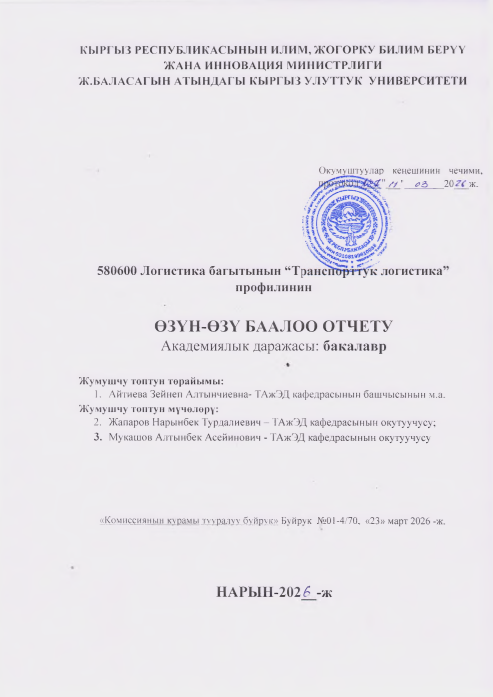 КЫРГЫЗ РЕСПУБЛИКАСЫНЫН ИЛИМ, ЖОГОРКУ БИЛИМ БЕРҮҮ
ЖАНА ИННОВАЦИЯ МИНИСТРЛИГИ
Ж.БАЛАСАГЫН АТЫНДАГЫ КЫРГЫЗ УЛУТТУК УНИВЕРСИТЕТИ
Окумуштуулар кеңешинин чечими,
11 03 2026 ж.
580600 Логистика багытынын “Транспорттук логистика”
профилинин
ӨЗҮН-ӨЗҮ БААЛОО ОТЧЕТУ
Академиялык даражасы: бакалавр
Жумушчу топтун төрайымы:
1. Айтиева Зейнеп Алтынчиевна- ТАжЭД кафедрасынын башчысынын м.а.
Жумушчу топтун мүчөлөрү:
2. Жапаров Нарынбек Турдалиевич – ТАжЭД кафедрасынын окутуучусу;
3. Мукашов Алтынбек Асейинович - ТАжЭД кафедрасынын окутуучусу
«Комиссиянын курамы тууралуу буйрук» Буйрук №01-4/70, «23» март 2026 -ж.
НАРЫН-2026 -ж